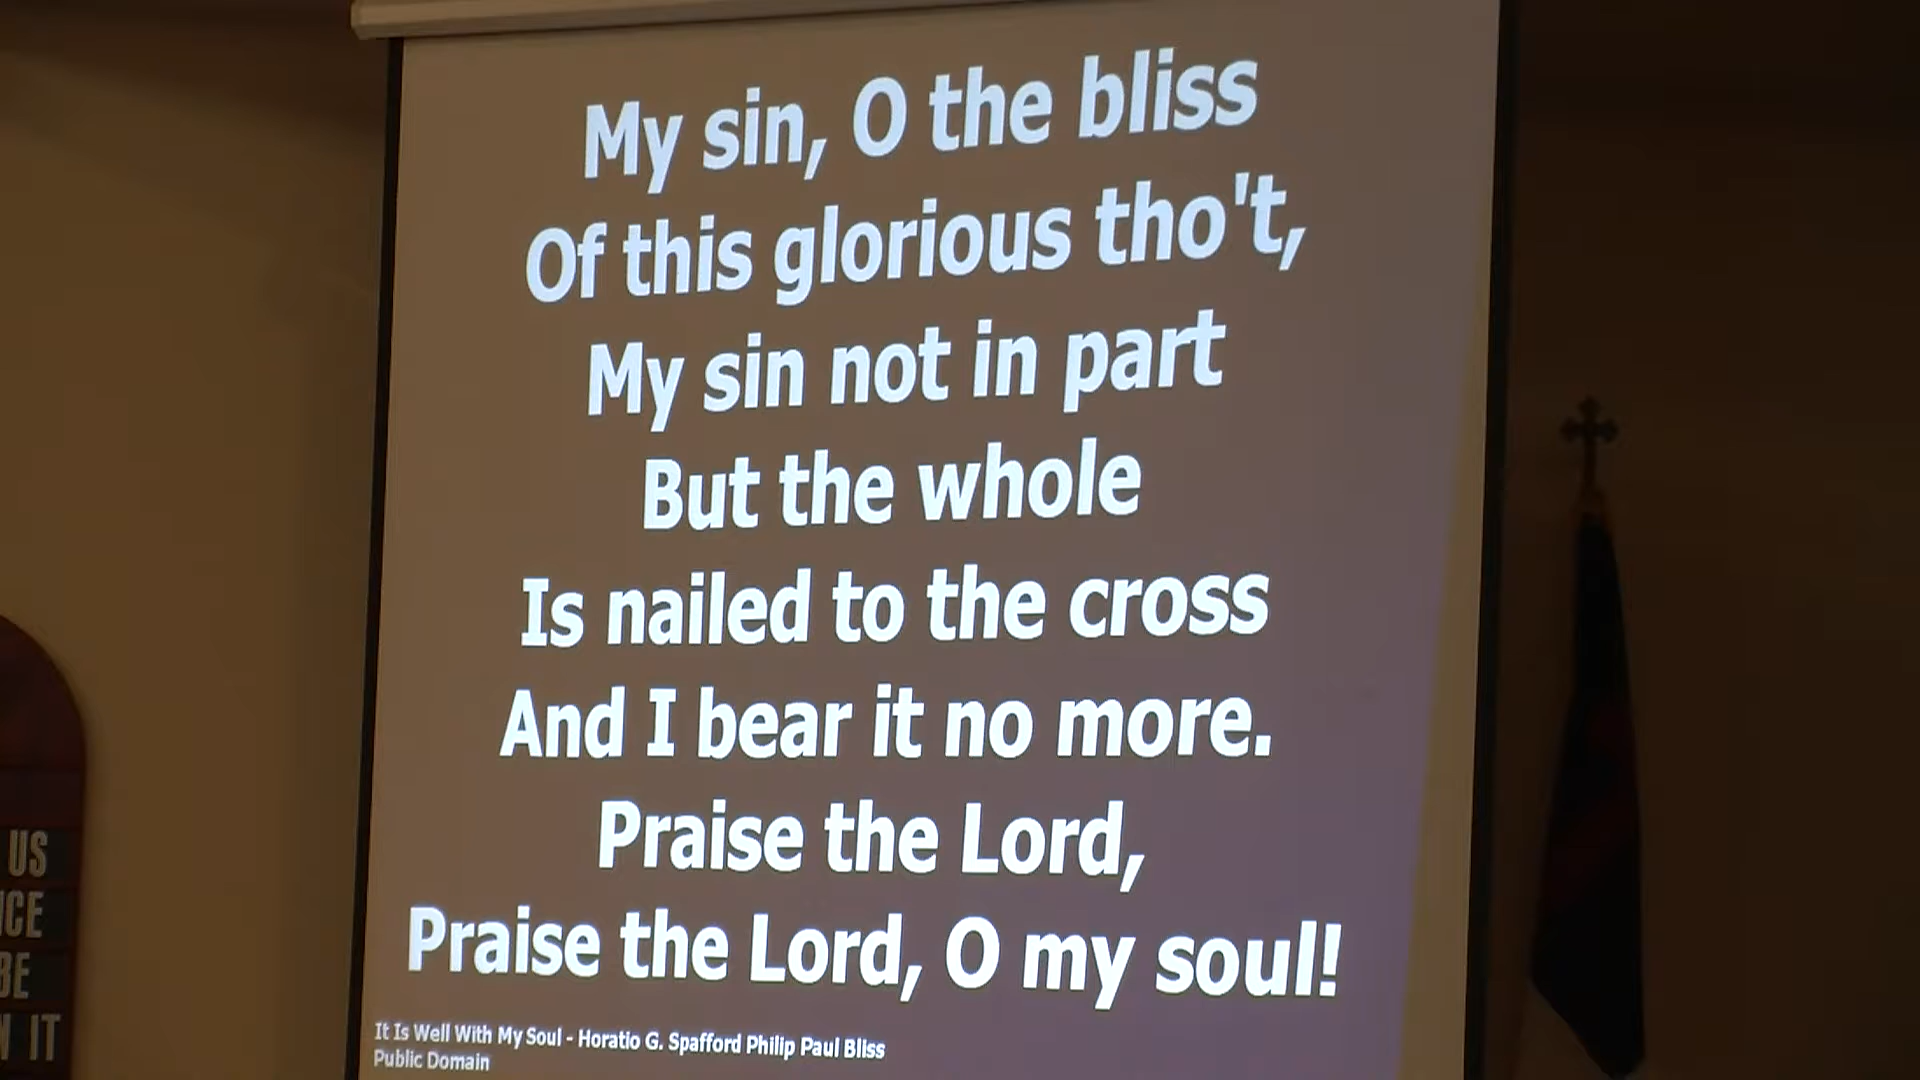 My sin, O the bliss
Of this glorious tho't,
My sin not in part
But the whole
Is nailed to the cross
And I bear it no more.
Praise the Lord,
Praise the Lord, O my soul!
It Is Well With My Soul - Horatio G. Spafford Philip Paul Bliss
Public Domain
US
BE
IT